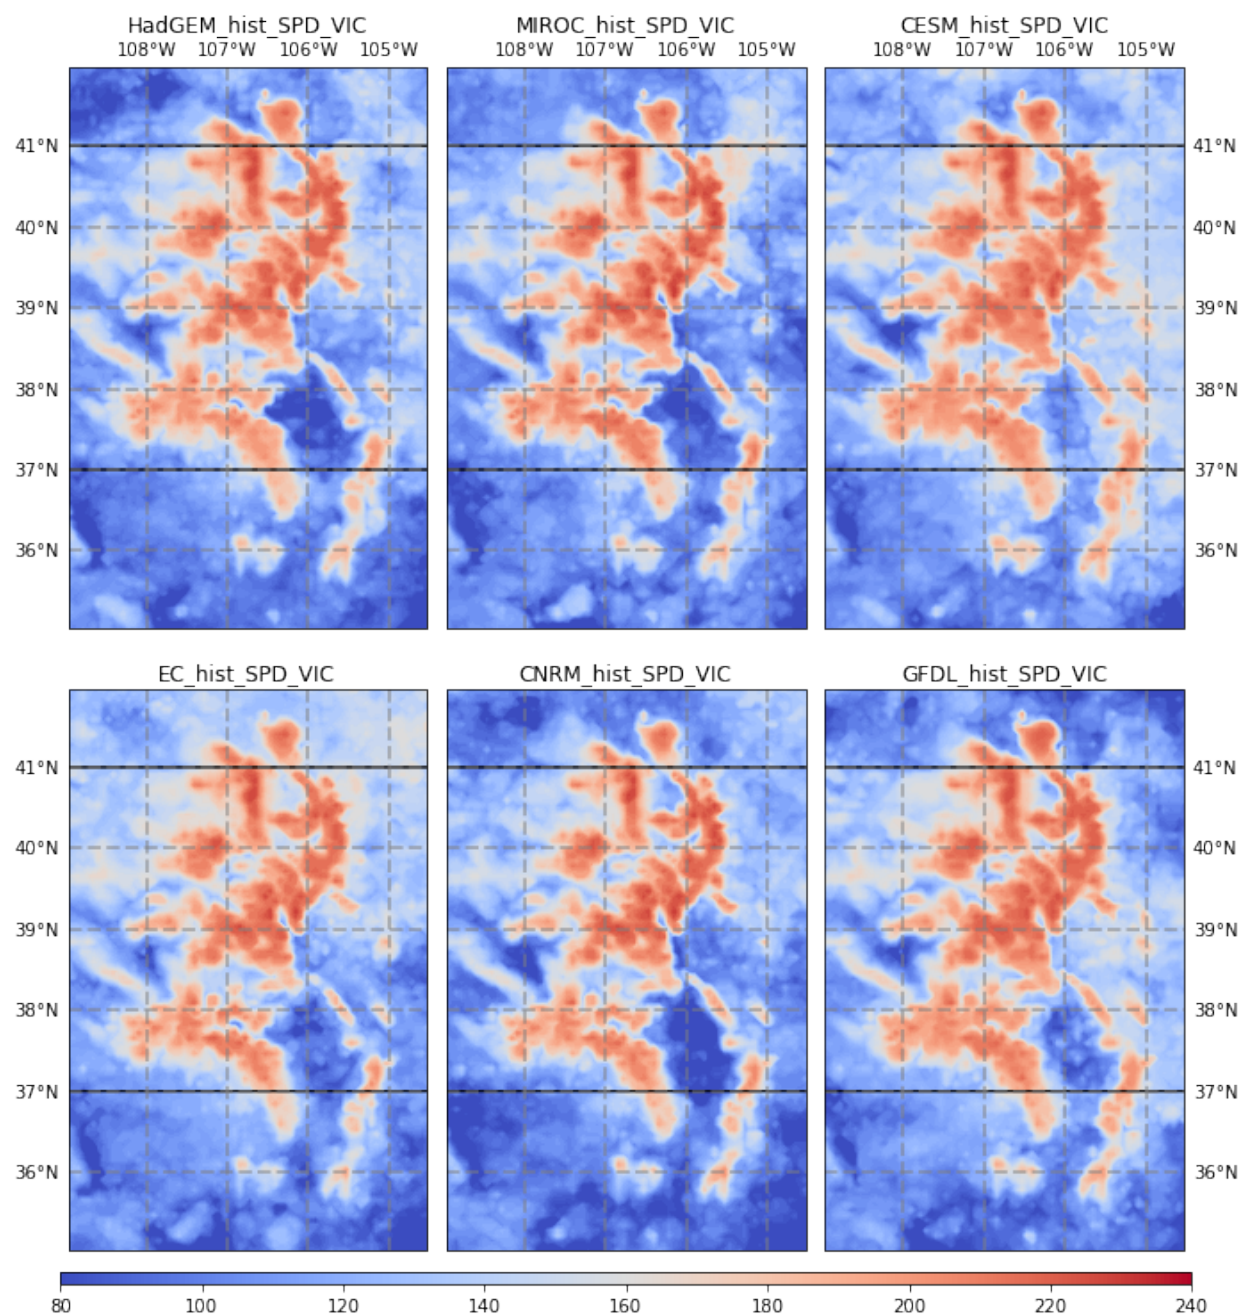 HadGEM_hist_SPD_VIC MIROC_hist_SPD_VIC CESM_hist_SPD_VIC
108°W 107°W 106°W 105°W 108°W 107°W 106°W 105°W 108°W 107°W 106°W 105°W
41°N 41°N
40°N 40°N
39°N 39°N
38°N 38°N
37°N 37°N
36°N 36°N
EC_hist_SPD_VIC CNRM_hist_SPD_VIC GFDL_hist_SPD_VIC
41°N 41°N
40°N 40°N
39°N 39°N
38°N 38°N
37°N 37°N
36°N 36°N
80 100 120 140 160 180 200 220 240